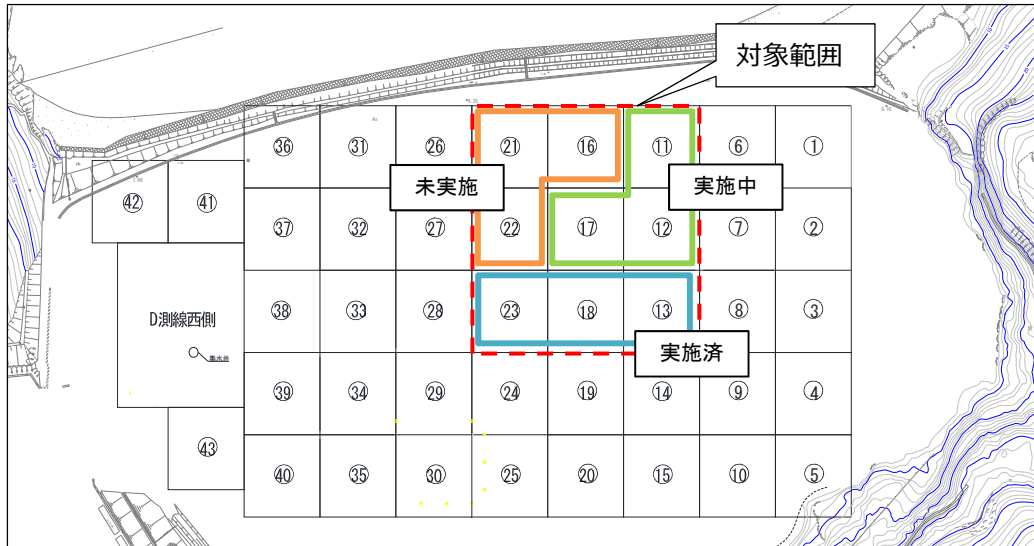 対象範囲
㊱ ㉛ ㉖ ㉑ ⑯ ⑪ ⑥ ①
未実施
実施中
㊷ ㊶
㊲ ㉜ ㉗ ㉒ ⑰ ⑫ ⑦ ②
D測線西側
㊳ ㉝ ㉘ ㉓ ⑱ ⑬ ⑧ ③
集水井
実施済
㊴ ㉞ ㉙ ㉔ ⑲ ⑭ ⑨ ④
㊸
㊵ ㉟ ㉚ ㉕ ⑳ ⑮ ⑩ ⑤